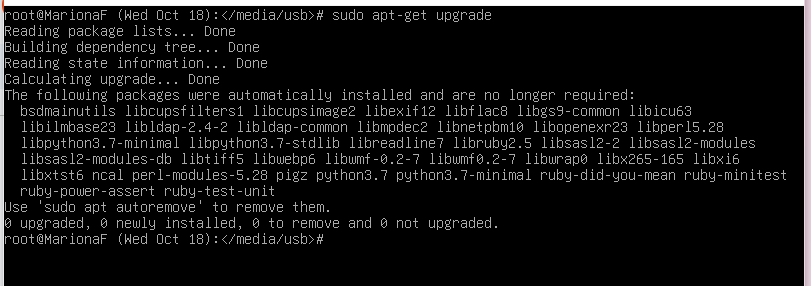 root@MarionaF (Wed Oct 18):</media/usb># sudo apt-get upgrade
Reading package lists... Done
Building dependency tree... Done
Reading state information... Done
Calculating upgrade... Done
The following packages were automatically installed and are no longer required:
  bsdmainutils libcupsfilters1 libcupsimage2 libexif12 libflac8 libgs9-common libicu63
  libilmbase23 libldap-2.4-2 libldap-common libmpdec2 libnetpbm10 libopenexr23 libperl5.28
  libpython3.7-minimal libpython3.7-stdlib libreadline7 libruby2.5 libsasl2-2 libsasl2-modules
  libsasl2-modules-db libtiff5 libwebp6 libwmf-0.2-7 libwmf0.2-7 libwrap0 libx265-165 libxi6
  libxtst6 ncal perl-modules-5.28 pigz python3.7 python3.7-minimal ruby-did-you-mean ruby-minitest
  ruby-power-assert ruby-test-unit
Use 'sudo apt autoremove' to remove them.
0 upgraded, 0 newly installed, 0 to remove and 0 not upgraded.
root@MarionaF (Wed Oct 18):</media/usb>#